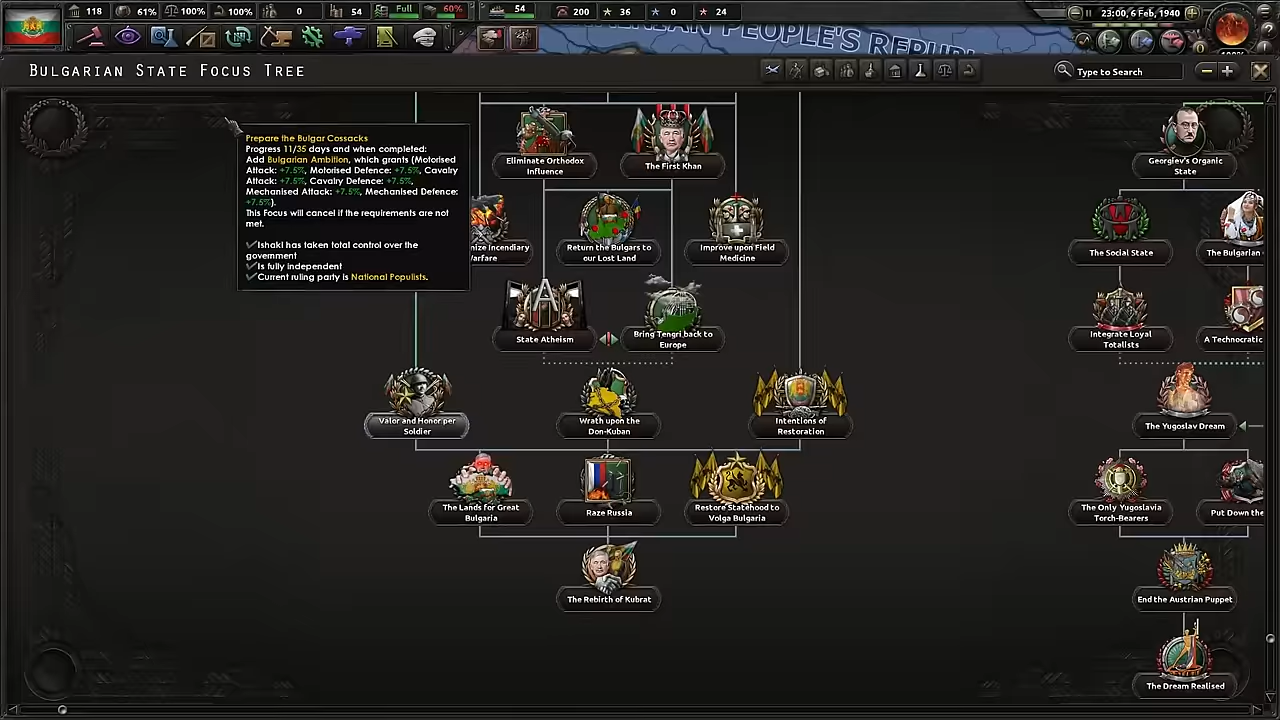 118 61% 100% 100% 0 54 Full 60% 54 200 36 0 24 23:00, 6 Feb, 1940
BULGARIAN STATE FOCUS TREE
Type to Search
Prepare the Bulgar Cossacks
Progress 11/35 days and when completed:
Add Bulgarian Ambition, which grants (Motorised
Attack: +7.5%, Motorised Defence: +7.5%, Cavalry
Attack: +7.5%, Cavalry Defence: +7.5%,
Mechanised Attack: +7.5%, Mechanised Defence:
+7.5%).
This Focus will cancel if the requirements are not
met.
Ishaki has taken total control over the
government
Is fully independent
Current ruling party is National Populists.
Eliminate Orthodox
Influence
The First Khan
Georgiev's Organic
State
nize Incendiary
Warfare
Return the Bulgars to
our Lost Land
Improve upon Field
Medicine
The Social State
The Bulgarian
State Atheism
Bring Tengri back to
Europe
Integrate Loyal
Totalists
A Technocratic
Valor and Honor per
Soldier
Wrath upon the
Don-Kuban
Intentions of
Restoration
The Yugoslav Dream
The Lands for Great
Bulgaria
Raze Russia
Restore Statehood to
Volga Bulgaria
The Only Yugoslavia
Torch-Bearers
Put Down the
The Rebirth of Kubrat
End the Austrian Puppet
The Dream Realised